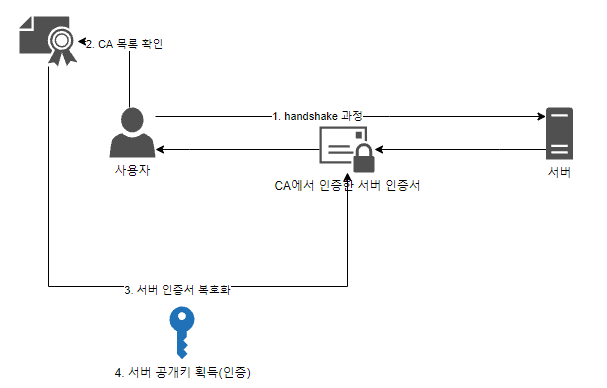 2. CA 목록 확인
1. handshake 과정
사용자
CA에서 인증한 서버 인증서
서버
3. 서버 인증서 복호화
4. 서버 공개키 획득(인증)